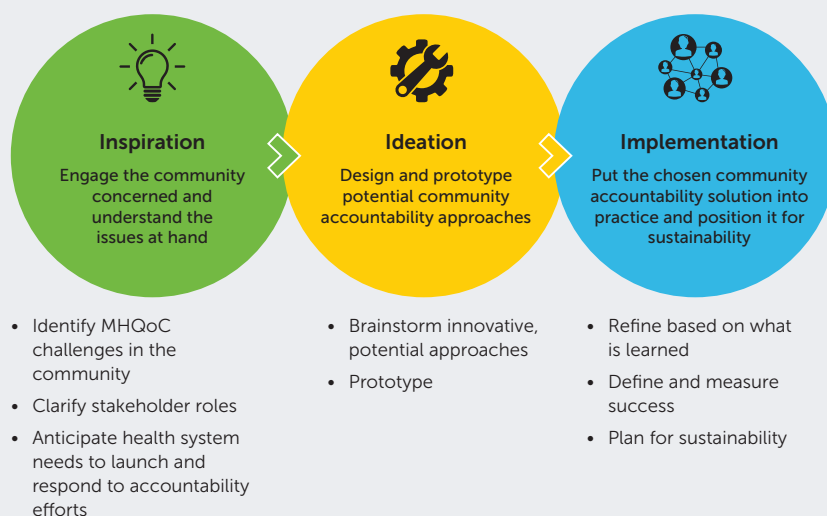 Inspiration
Engage the community
concerned and
understand the
issues at hand
Ideation
Design and prototype
potential community
accountability approaches
Implementation
Put the chosen community
accountability solution into
practice and position it for
sustainability
• Identify MHQoC
challenges in the
community
• Clarify stakeholder roles
• Anticipate health system
needs to launch and
respond to accountability
efforts
• Brainstorm innovative,
potential approaches
• Prototype
• Refine based on what
is learned
• Define and measure
success
• Plan for sustainability